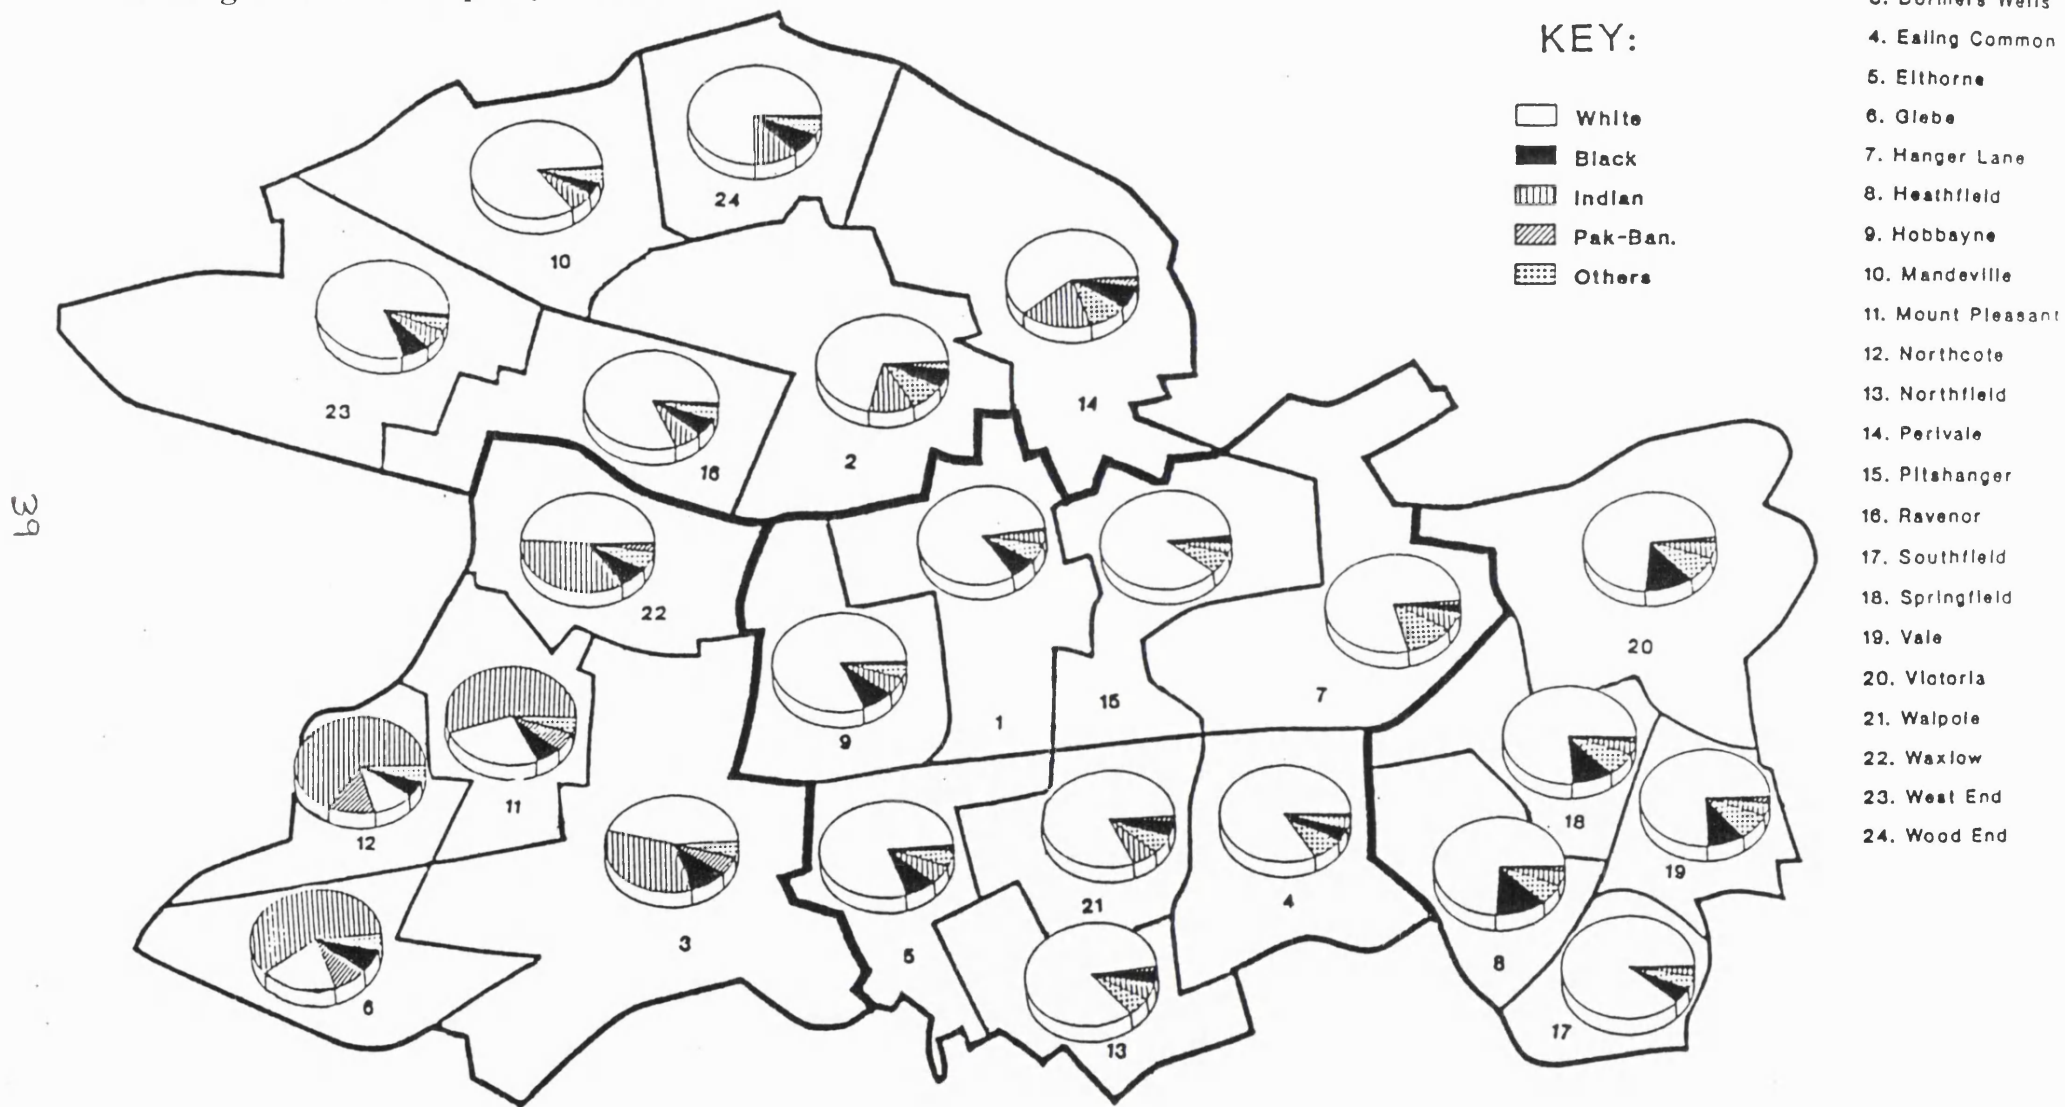 KEY:
White
Black
Indian
Pak-Ban.
Others
4. Ealing Common
5. Elthorne
6. Glebe
7. Hanger Lane
8. Heathfield
9. Hobbayne
10. Mandeville
11. Mount Pleasant
12. Northcote
13. Northfield
14. Perivale
15. Pitshanger
16. Ravenor
17. Southfield
18. Springfield
19. Vale
20. Victoria
21. Walpole
22. Waxlow
23. West End
24. Wood End
24
10
14
23
16
2
22
20
15
7
9
1
11
12
18
19
21
4
3
5
8
6
13
17
39